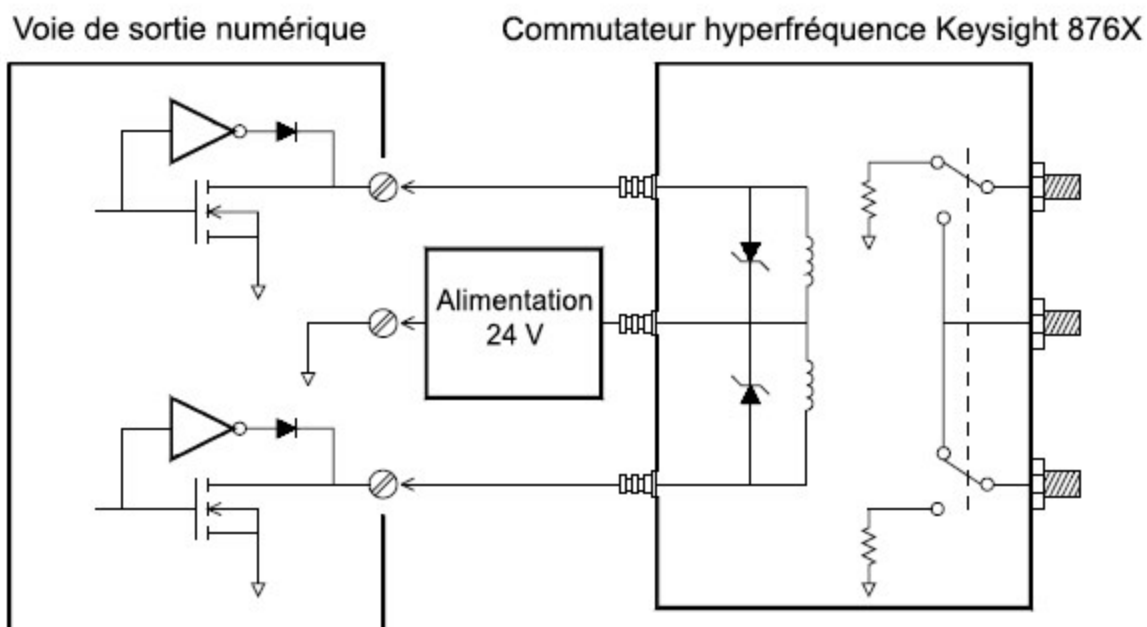 Voie de sortie numérique
Commutateur hyperfréquence Keysight 876X
Alimentation
24 V